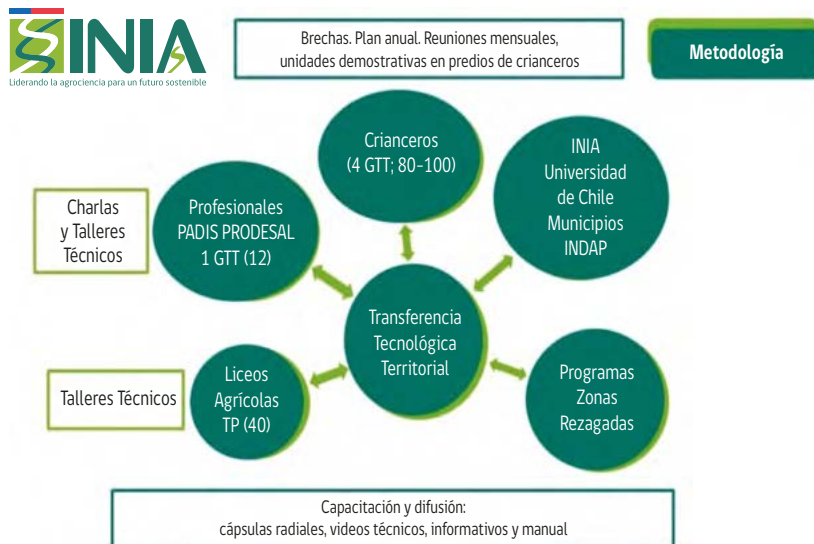 INIA
Liderando la agrociencia para un futuro sostenible
Brechas. Plan anual. Reuniones mensuales,
unidades demostrativas en predios de crianceros
Metodología
Crianceros
(4 GTT; 80-100)
INIA
Universidad
de Chile
Municipios
INDAP
Charlas
y Talleres
Técnicos
Profesionales
PADIS PRODESAL
1 GTT (12)
Transferencia
Tecnológica
Territorial
Talleres Técnicos
Liceos
Agrícolas
TP (40)
Programas
Zonas
Rezagadas
Capacitación y difusión:
cápsulas radiales, videos técnicos, informativos y manual